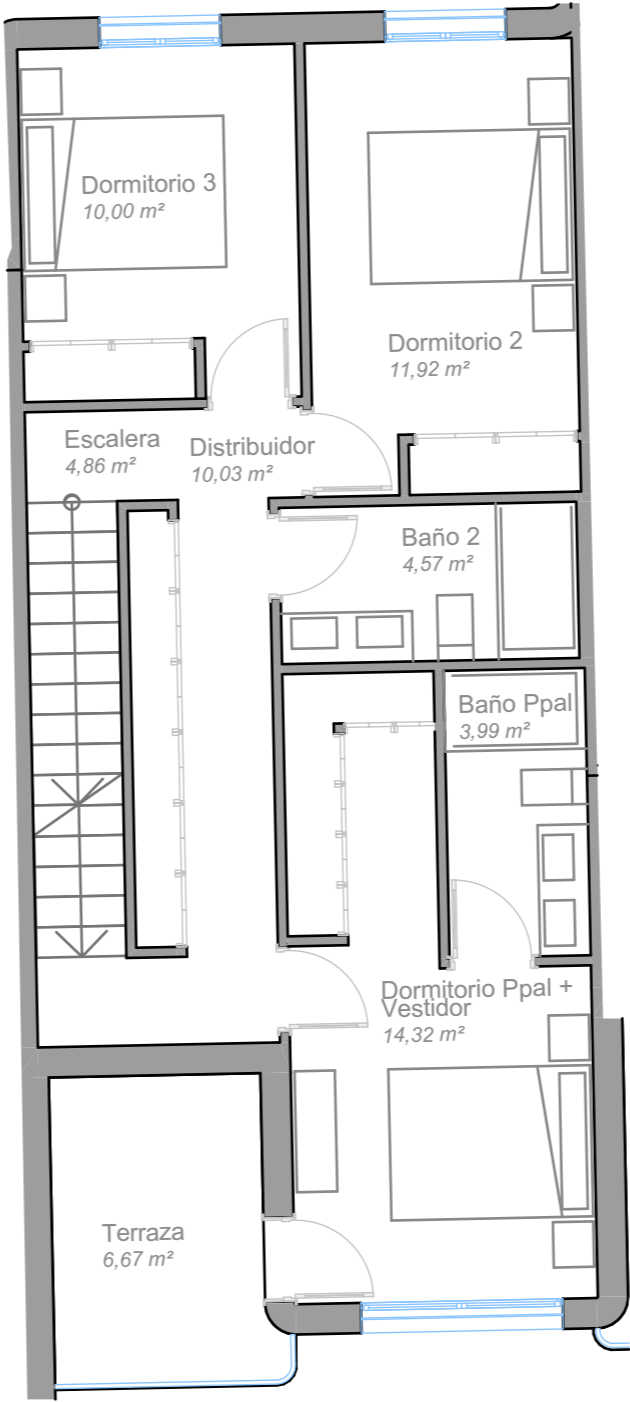 Dormitorio 3
10,00 m²
Dormitorio 2
11,92 m²
Escalera
4,86 m²
Distribuidor
10,03 m²
Baño 2
4,57 m²
Baño Ppal
3,99 m²
Dormitorio Ppal +
Vestidor
14,32 m²
Terraza
6,67 m²